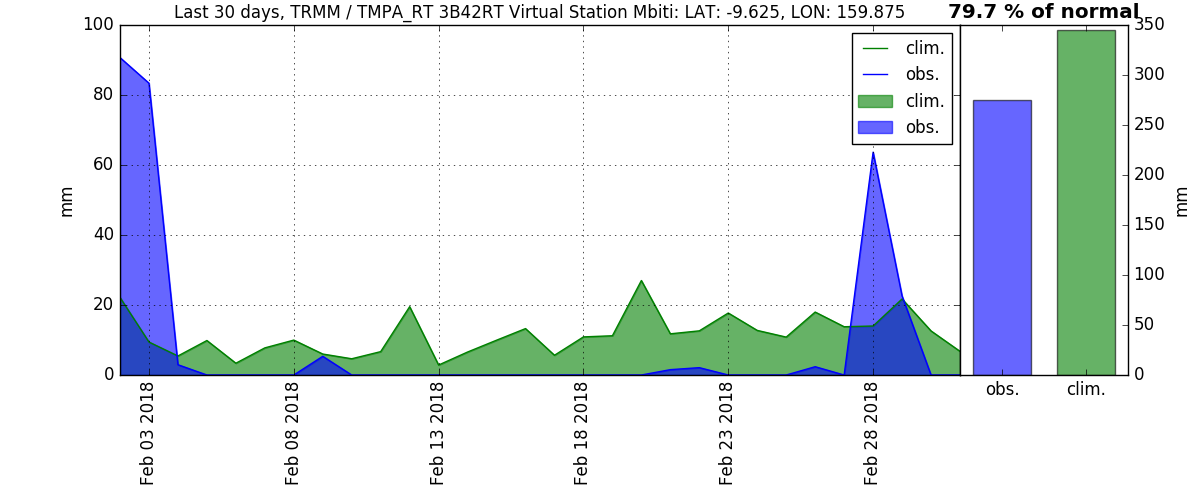 Last 30 days, TRMM / TMPA_RT 3B42RT Virtual Station Mbiti: LAT: -9.625, LON: 159.875
79.7 % of normal
100
80
60
40
20
0
mm
clim.
obs.
clim.
obs.
Feb 03 2018
Feb 08 2018
Feb 13 2018
Feb 18 2018
Feb 23 2018
Feb 28 2018
350
300
250
200
150
100
50
0
mm
obs.
clim.